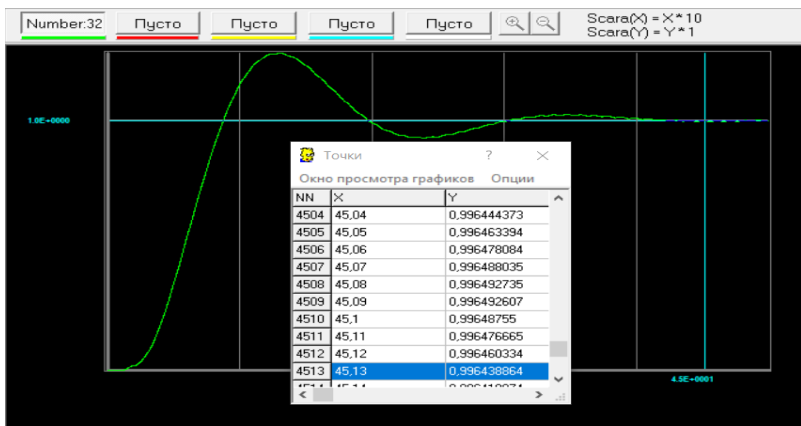 Number:32 Пусто Пусто Пусто Пусто Scara(X) = X*10
Scara(Y) = Y*1
1.0E+0000
Точки ? ×
Окно просмотра графиков Опции
NN X Y
4504 45,04 0,996444373
4505 45,05 0,996463394
4506 45,06 0,996478084
4507 45,07 0,996488035
4508 45,08 0,996492735
4509 45,09 0,996492607
4510 45,1 0,99648755
4511 45,11 0,996476665
4512 45,12 0,996460334
4513 45,13 0,996438864
4.5E+0001